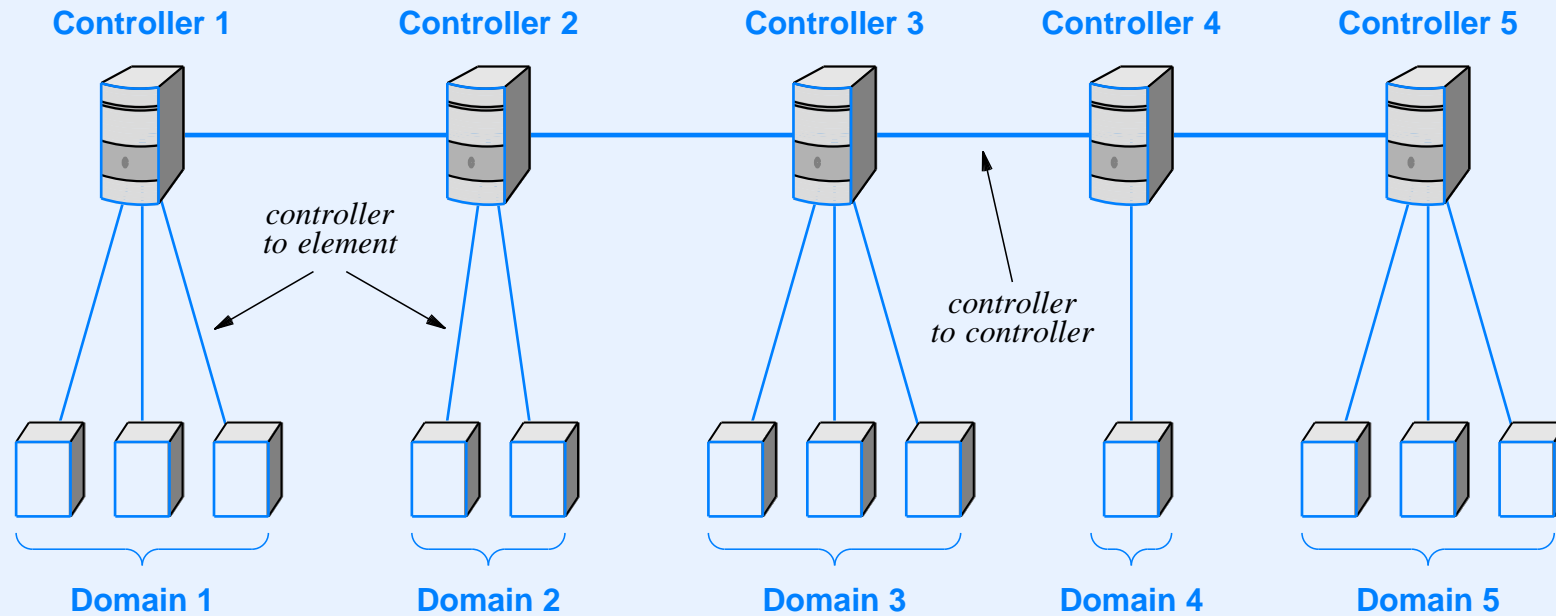 Controller 1
Controller 2
Controller 3
Controller 4
Controller 5
controller
to element
controller
to controller
Domain 1
Domain 2
Domain 3
Domain 4
Domain 5